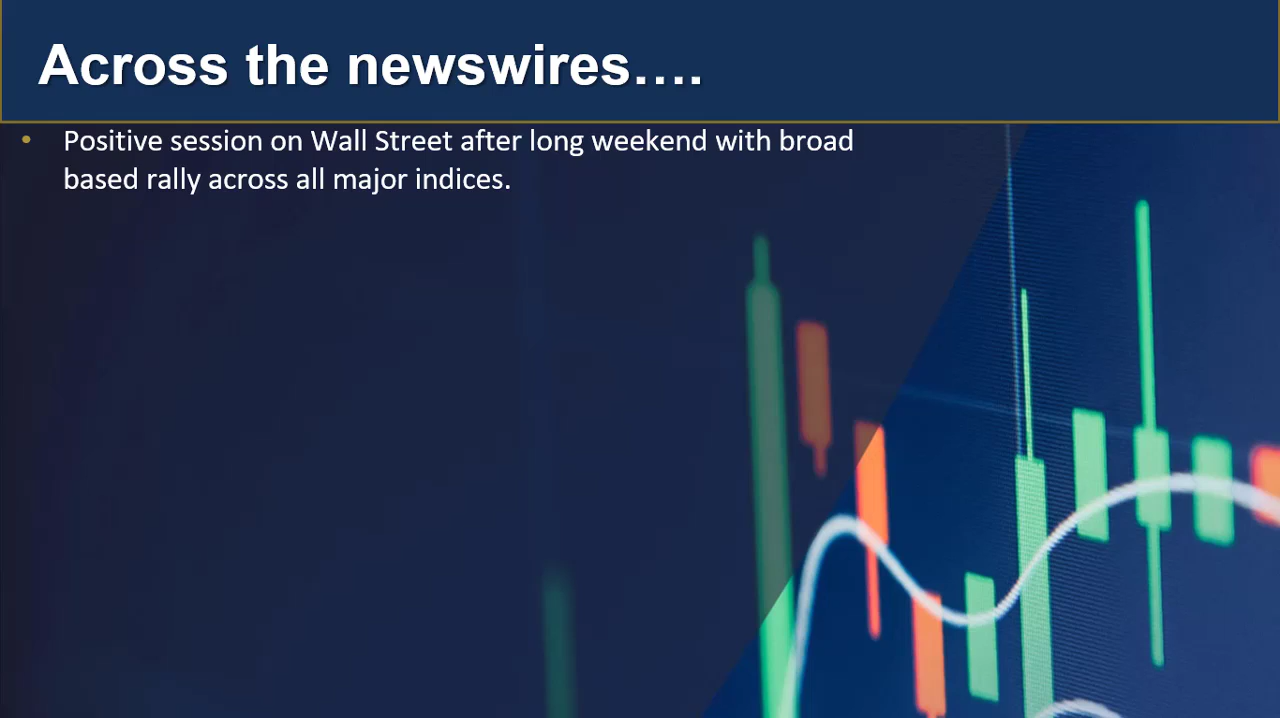 Across the newswires….
• Positive session on Wall Street after long weekend with broad
based rally across all major indices.